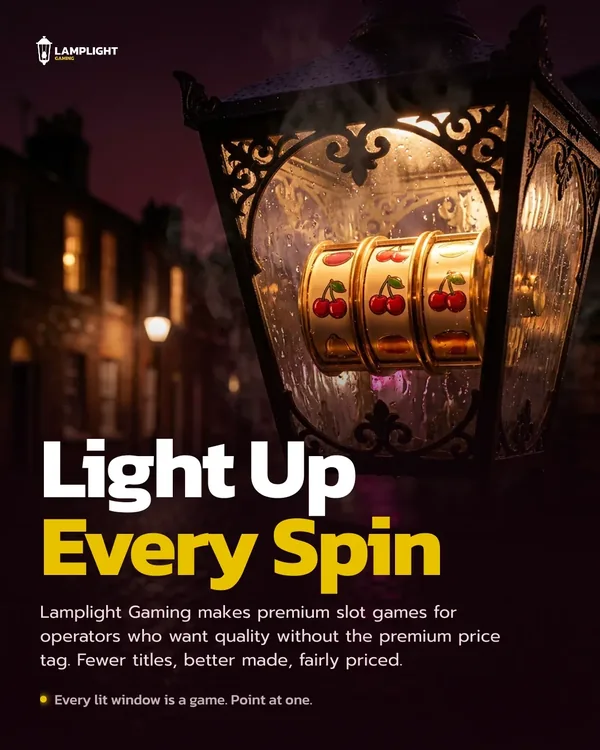 LAMPLIGHT
GAMING
Light Up
Every Spin
Lamplight Gaming makes premium slot games for
operators who want quality without the premium price
tag. Fewer titles, better made, fairly priced.
Every lit window is a game. Point at one.